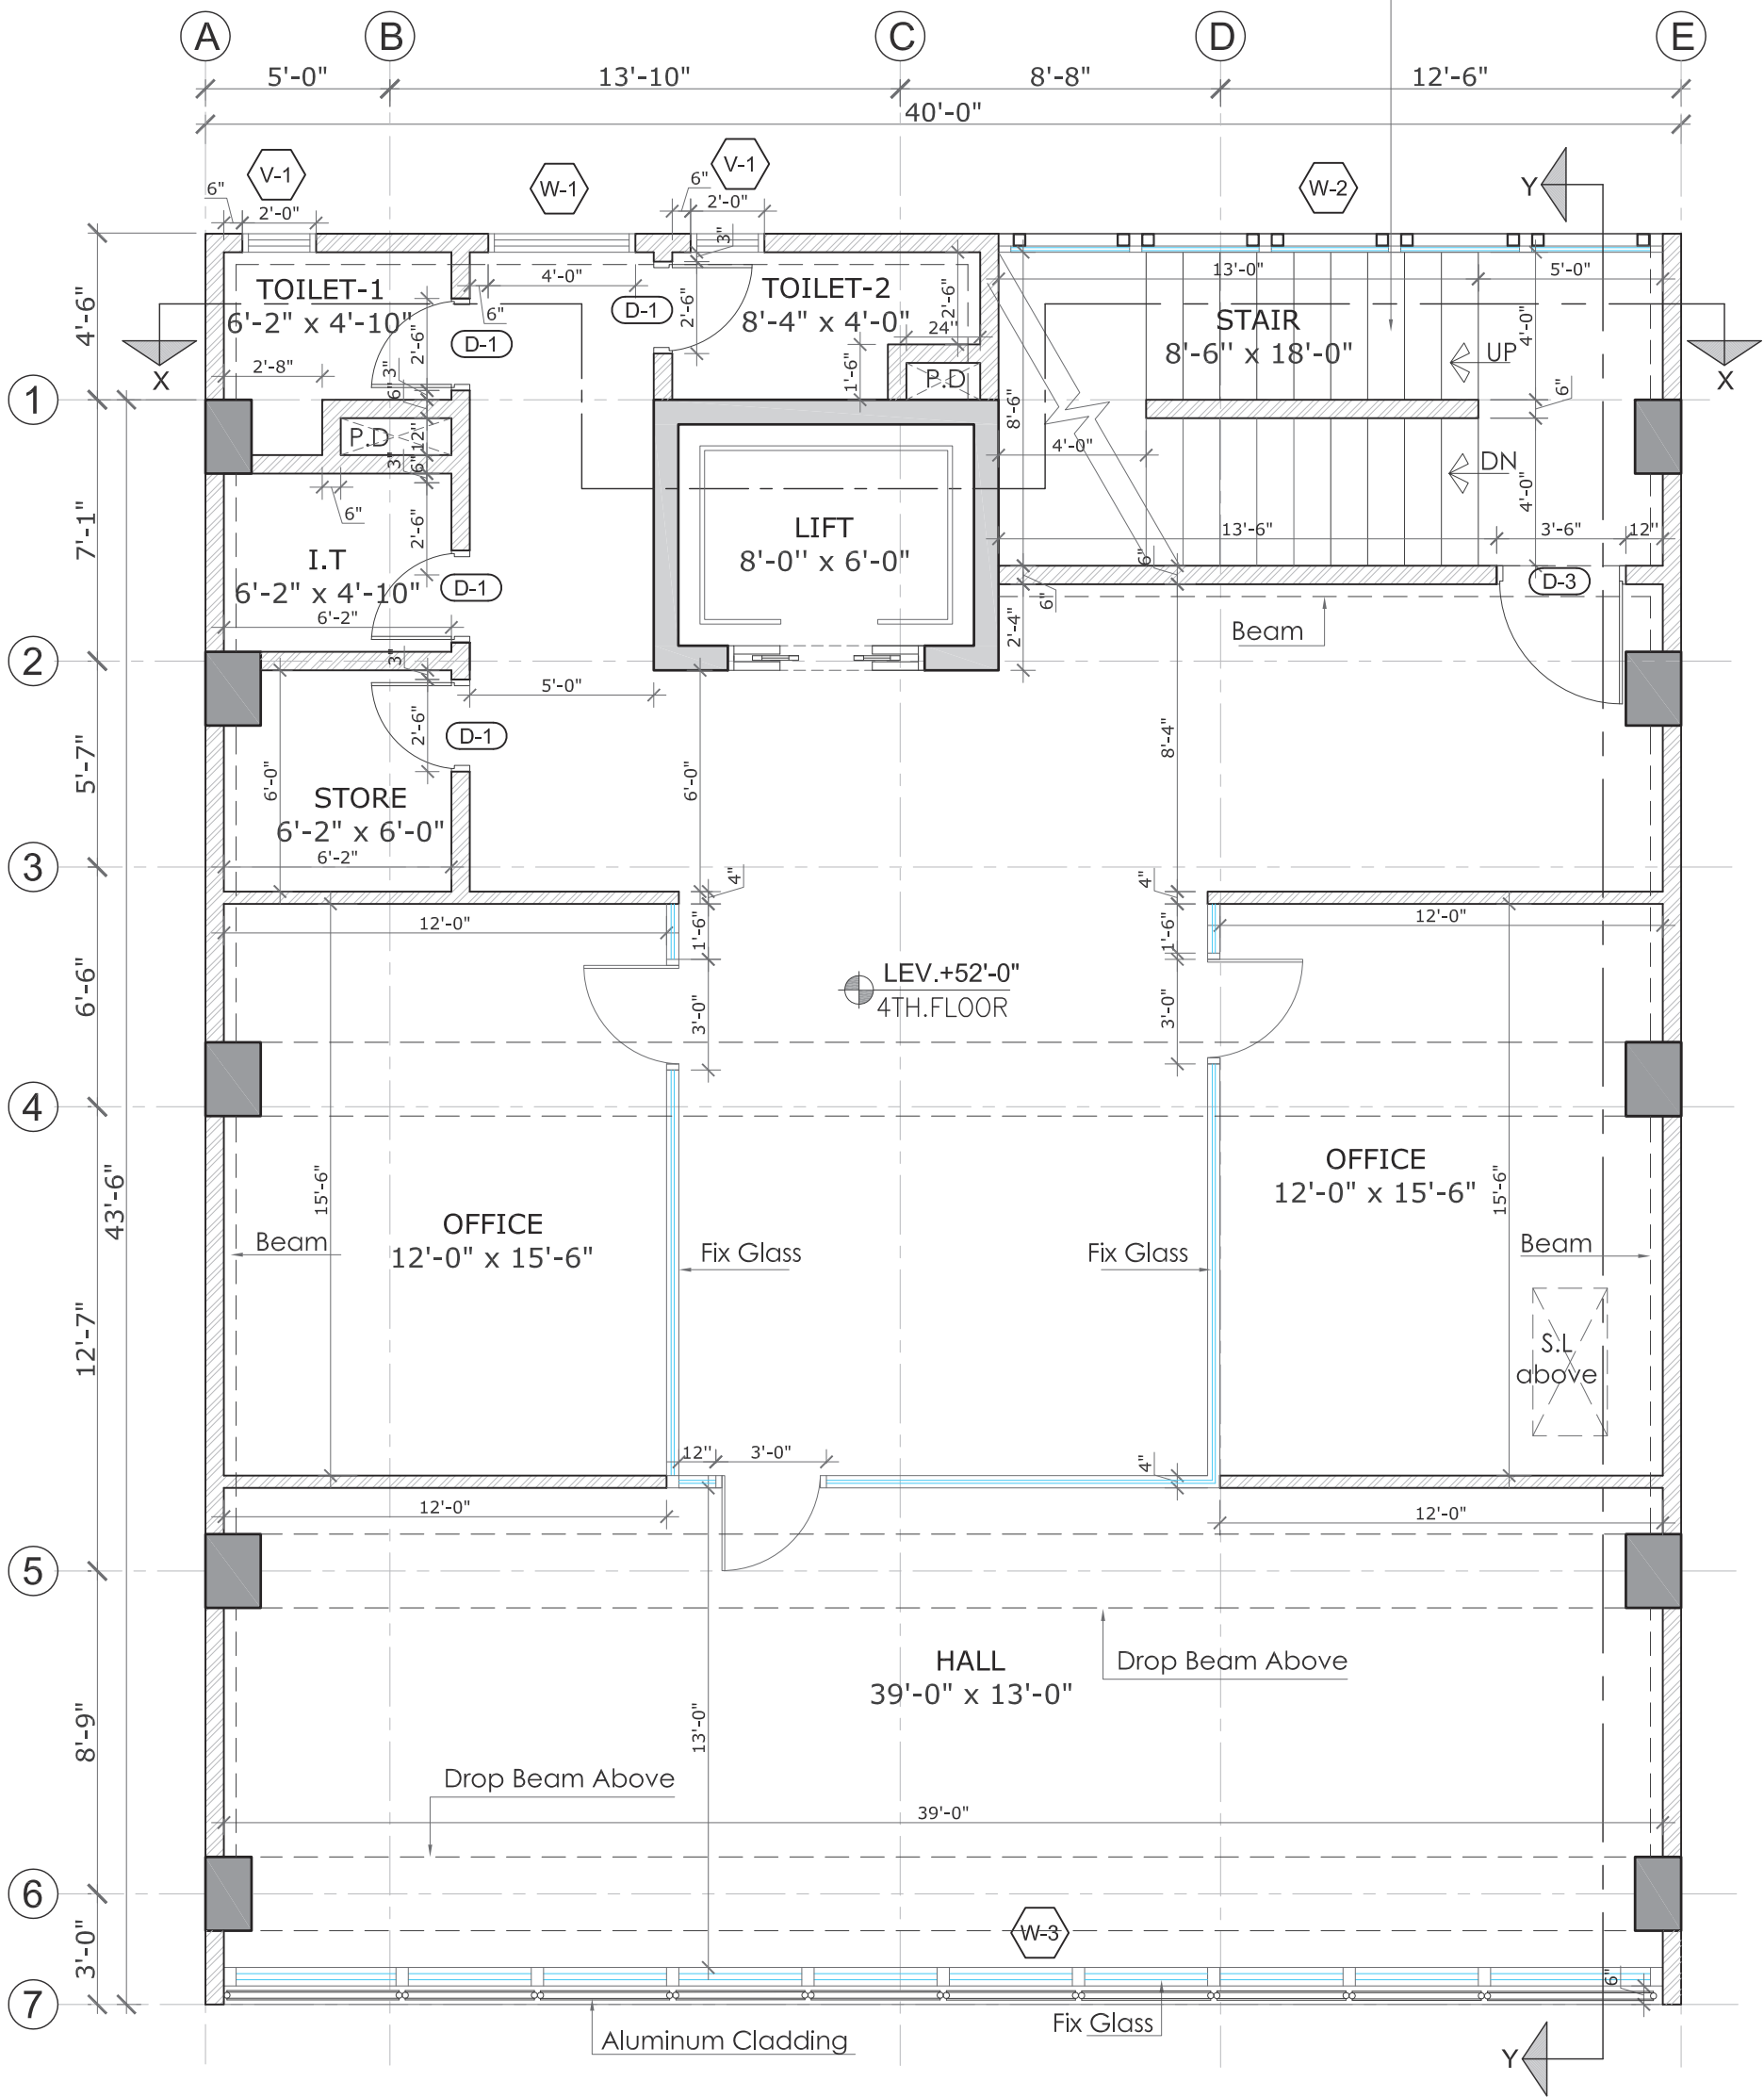 A B C D E
5'-0" 13'-10" 8'-8" 12'-6"
40'-0"
V-1 W-1 V-1 W-2 Y
6" 2'-0" 6" 2'-0"
3"
4'-6"
TOILET-1
6'-2" x 4'-10"
4'-0"
6"
2'-6"
D-1
D-1
2'-6"
TOILET-2
8'-4" x 4'-0"
2'-6"
24"
1'-6"
P.D
13'-0" 5'-0"
STAIR
8'-6'' x 18'-0"
4'-0"
UP
X X
2'-8"
3"
6"
1
P.D
12"
6"
3"
6"
8'-6"
4'-0"
6"
DN
4'-0"
7'-1"
I.T
6'-2" x 4'-10"
2'-6"
D-1
6'-2"
LIFT
8'-0'' x 6'-0"
13'-6" 3'-6" 12''
6"
6"
D-3
2'-4"
Beam
2
3"
5'-0"
5'-7"
2'-6"
D-1
6'-0"
STORE
6'-2" x 6'-0"
6'-2"
6'-0"
8'-4"
3
4" 4"
12'-0" 1'-6" 1'-6" 12'-0"
6'-6"
LEV.+52'-0"
4TH.FLOOR
3'-0" 3'-0"
4
43'-6"
15'-6"
OFFICE
12'-0" x 15'-6"
OFFICE
12'-0" x 15'-6"
15'-6"
Beam
Fix Glass
Fix Glass
Beam
12'-7"
S.L
above
12'' 3'-0" 4"
12'-0" 12'-0"
5
HALL
39'-0" x 13'-0"
Drop Beam Above
8'-9"
13'-0"
Drop Beam Above
39'-0"
6
W-3
3'-0"
6"
7
Fix Glass
Aluminum Cladding
Y